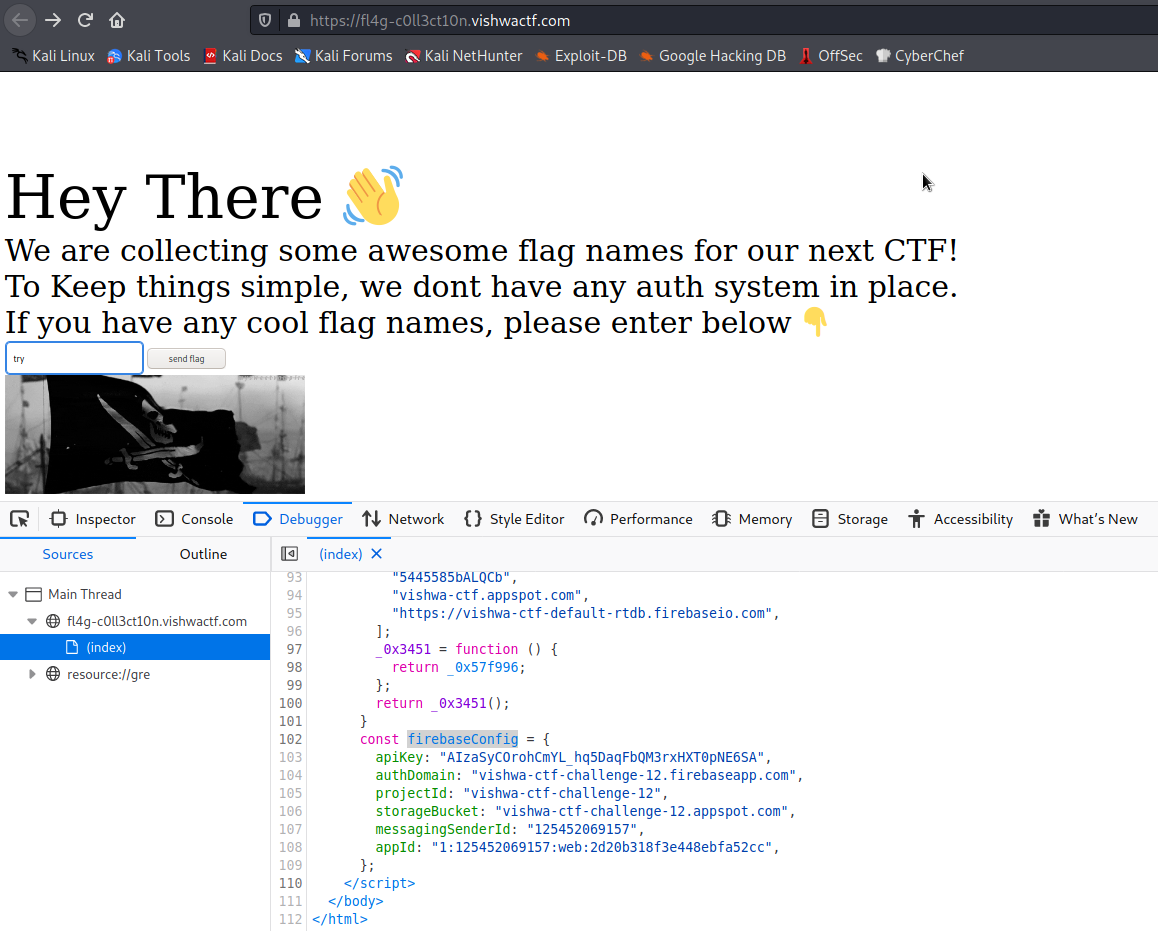 https://fl4g-c0ll3ct10n.vishwactf.com
Kali Linux Kali Tools Kali Docs Kali Forums Kali NetHunter Exploit-DB Google Hacking DB OffSec CyberChef
Hey There 👋
We are collecting some awesome flag names for our next CTF!
To Keep things simple, we dont have any auth system in place.
If you have any cool flag names, please enter below 👇
try send flag
Inspector Console Debugger Network Style Editor Performance Memory Storage Accessibility What's New
Sources Outline (index)
Main Thread
fl4g-c0ll3ct10n.vishwactf.com
(index)
resource://gre
93 "5445585bALQCb",
94 "vishwa-ctf.appspot.com",
95 "https://vishwa-ctf-default-rtdb.firebaseio.com",
96 ];
97 _0x3451 = function () {
98 return _0x57f996;
99 };
100 return _0x3451();
101 }
102 const firebaseConfig = {
103 apiKey: "AIzaSyCOrohCmYL_hq5DaqFbQM3rxHXT0pNE6SA",
104 authDomain: "vishwa-ctf-challenge-12.firebaseapp.com",
105 projectId: "vishwa-ctf-challenge-12",
106 storageBucket: "vishwa-ctf-challenge-12.appspot.com",
107 messagingSenderId: "125452069157",
108 appId: "1:125452069157:web:2d20b318f3e448ebfa52cc",
109 };
110 </script>
111 </body>
112 </html>